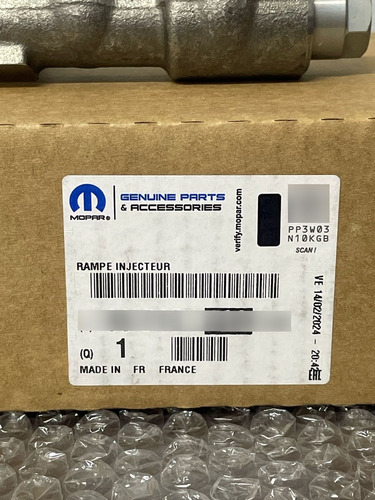 MOPAR®
GENUINE PARTS
& ACCESSORIES
verify.mopar.com
PP3W03
N10KGB
SCAN!
RAMPE INJECTEUR
VE 14/02/2024 - 20:4
EAC
(Q) 1
MADE IN FR FRANCE